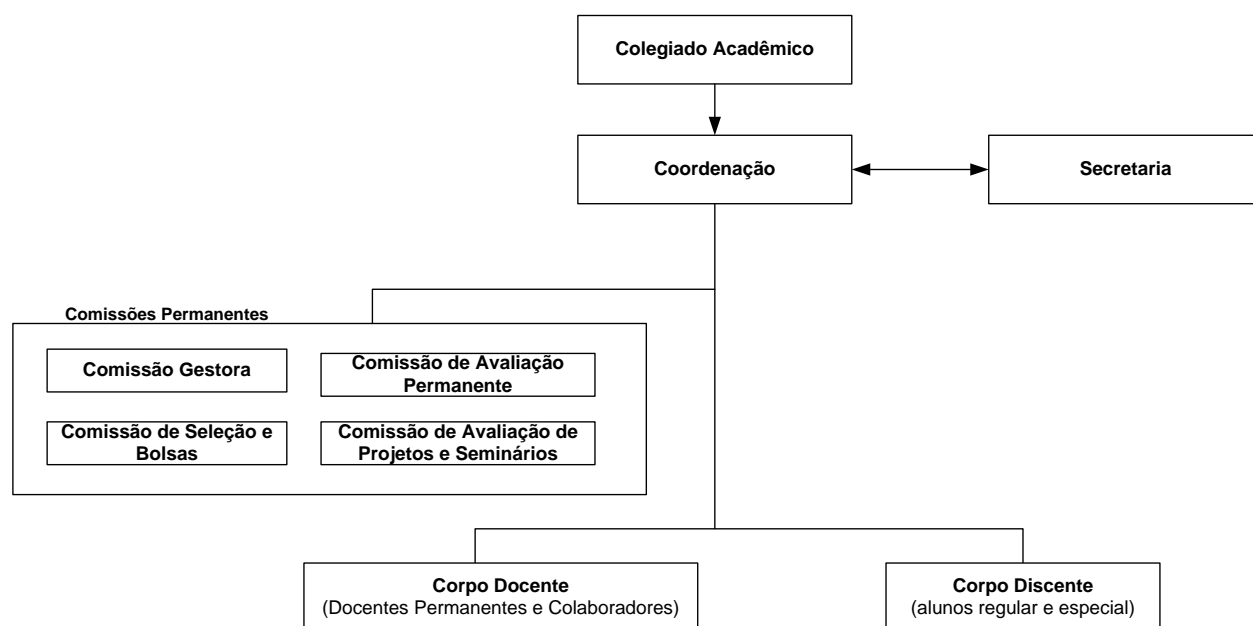 Colegiado Acadêmico
Coordenação
Secretaria
Comissões Permanentes
Comissão Gestora
Comissão de Avaliação
Permanente
Comissão de Seleção e
Bolsas
Comissão de Avaliação de
Projetos e Seminários
Corpo Docente
(Docentes Permanentes e Colaboradores)
Corpo Discente
(alunos regular e especial)